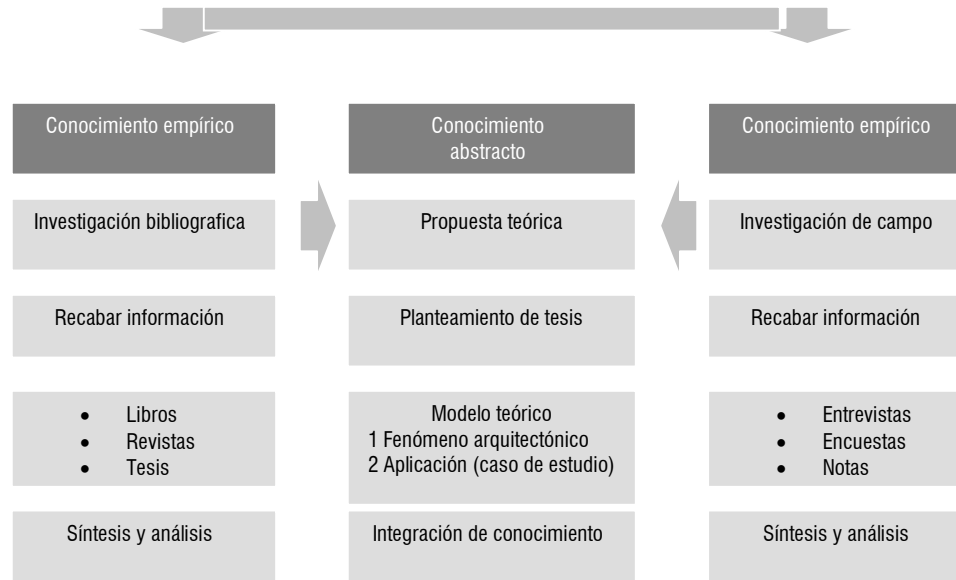 Conocimiento empírico
Investigación bibliografica
Recabar información
• Libros
• Revistas
• Tesis
Síntesis y análisis
Conocimiento
abstracto
Propuesta teórica
Planteamiento de tesis
Modelo teórico
1 Fenómeno arquitectónico
2 Aplicación (caso de estudio)
Integración de conocimiento
Conocimiento empírico
Investigación de campo
Recabar información
• Entrevistas
• Encuestas
• Notas
Síntesis y análisis